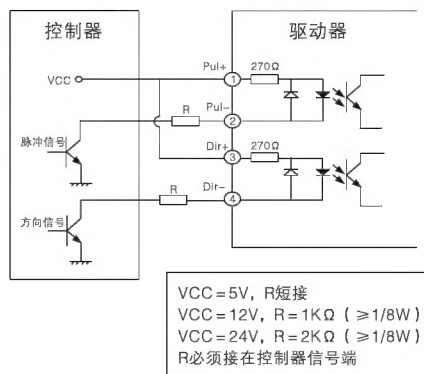 控制器
驱动器
VCC
Pul+
1
270Ω
R
Pul-
2
脉冲信号
Dir+
3
270Ω
R
Dir-
4
方向信号
VCC=5V，R短接
VCC=12V，R=1KΩ（≥1/8W）
VCC=24V，R=2KΩ（≥1/8W）
R必须接在控制器信号端